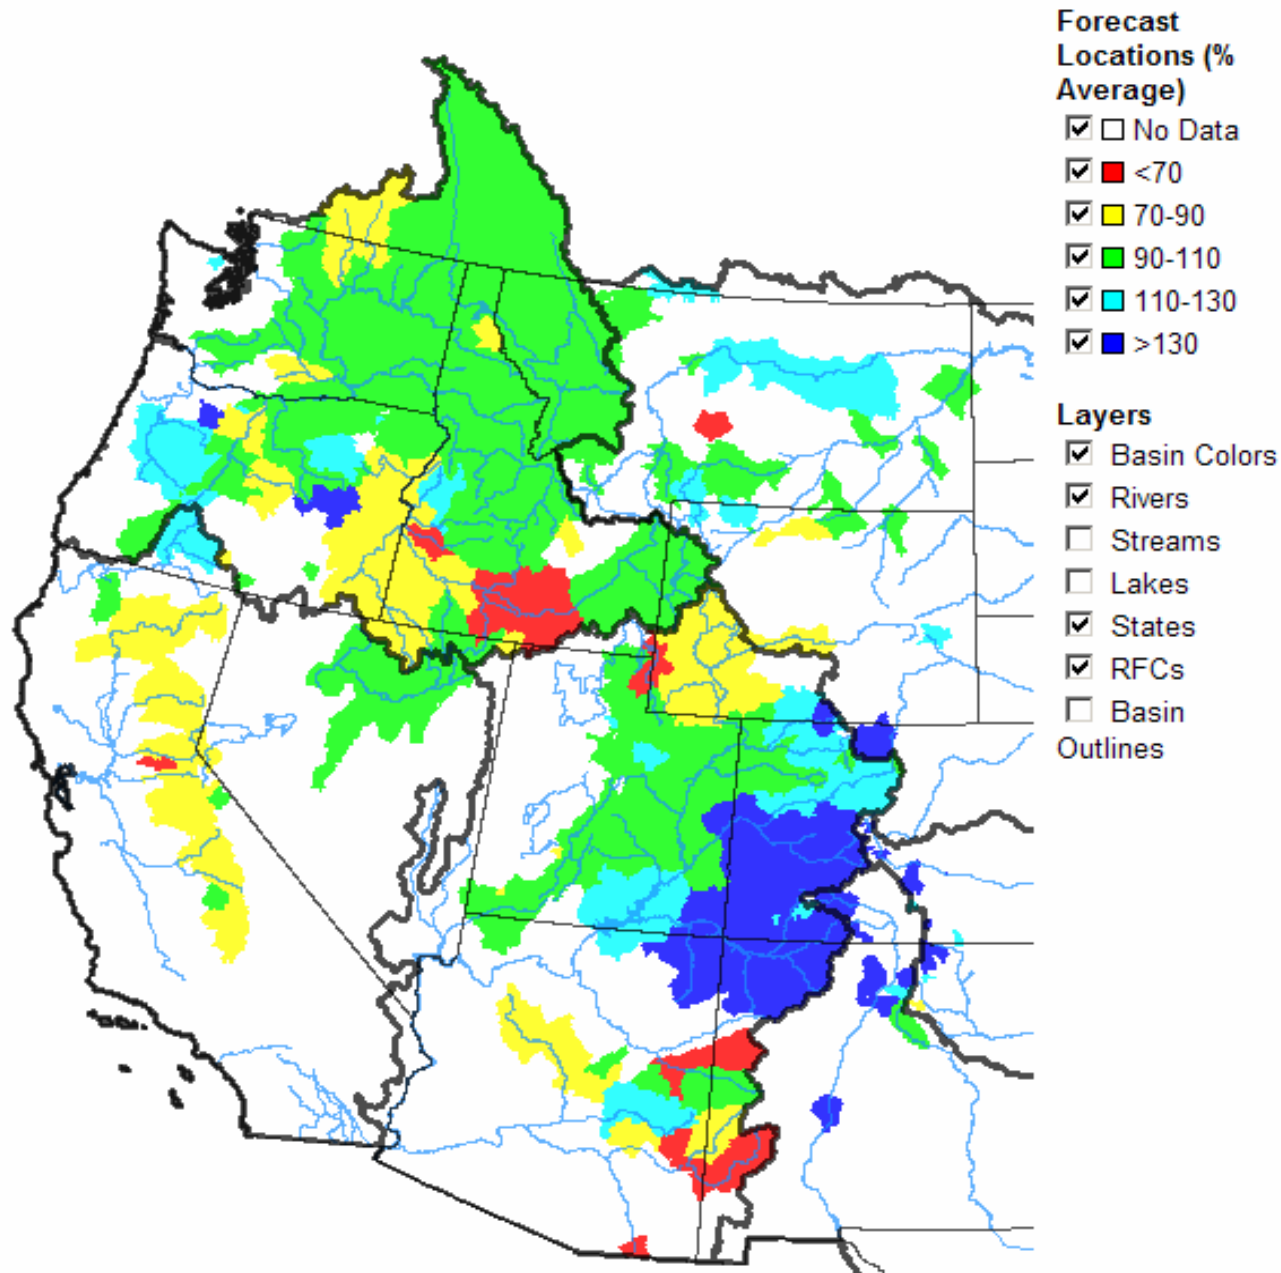 Forecast
Locations (%
Average)
No Data
<70
70-90
90-110
110-130
>130
Layers
Basin Colors
Rivers
Streams
Lakes
States
RFCs
Basin
Outlines